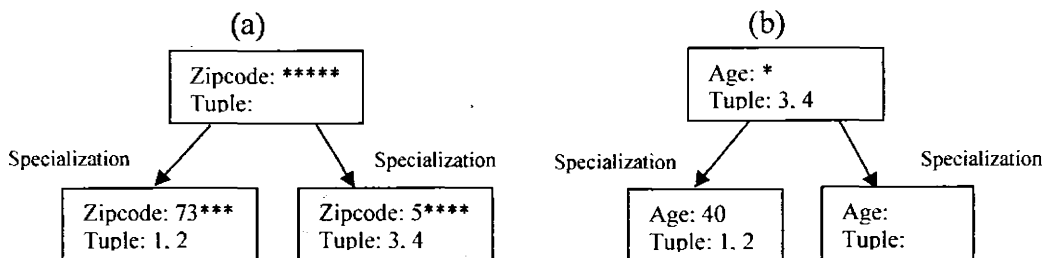 (a)
Zipcode: *****
Tuple:
Specialization
Specialization
Zipcode: 73***
Tuple: 1, 2
Zipcode: 5****
Tuple: 3, 4
(b)
Age: *
Tuple: 3, 4
Specialization
Specialization
Age: 40
Tuple: 1, 2
Age:
Tuple: